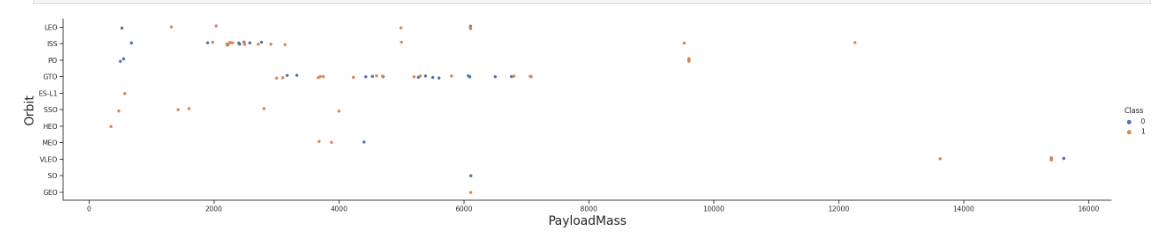 LEO
ISS
PO
GTO
ES-L1
SSO
HEO
MEO
VLEO
SO
GEO
Orbit
0
2000
4000
6000
8000
10000
12000
14000
16000
PayloadMass
Class
0
1